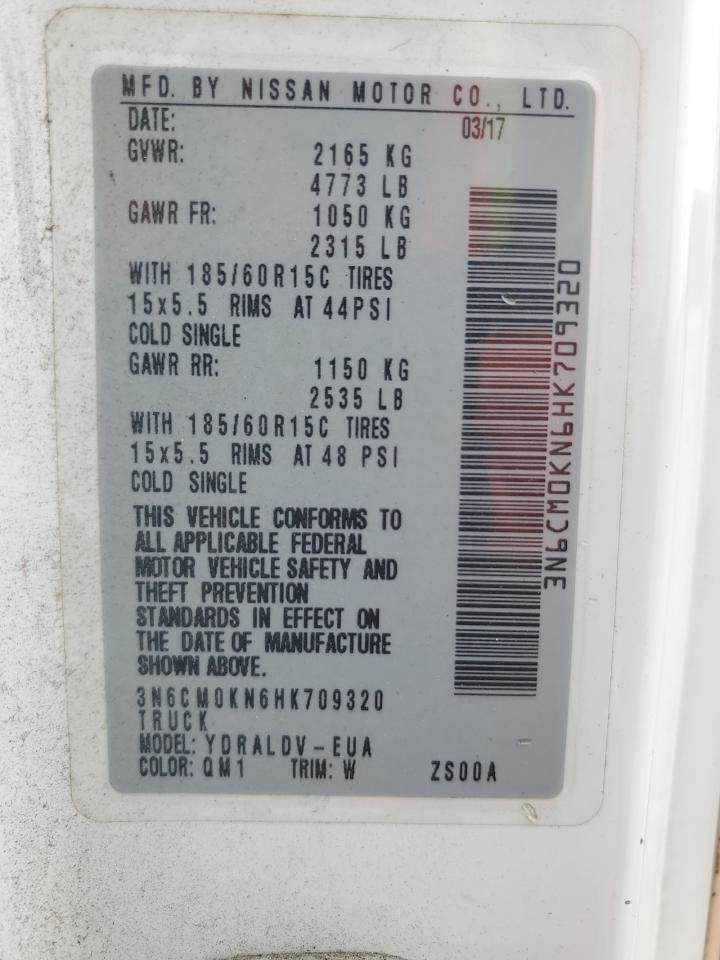 MFD. BY NISSAN MOTOR CO., LTD.
DATE: 03/17
GVWR: 2165 KG
4773 LB
GAWR FR: 1050 KG
2315 LB
WITH 185/60R15C TIRES
15x5.5 RIMS AT 44PSI
COLD SINGLE
GAWR RR: 1150 KG
2535 LB
WITH 185/60R15C TIRES
15x5.5 RIMS AT 48 PSI
COLD SINGLE
THIS VEHICLE CONFORMS TO
ALL APPLICABLE FEDERAL
MOTOR VEHICLE SAFETY AND
THEFT PREVENTION
STANDARDS IN EFFECT ON
THE DATE OF MANUFACTURE
SHOWN ABOVE.
3N6CM0KN6HK709320
TRUCK
MODEL: YDRALDV-EUA
COLOR: QM1 TRIM: W ZS00A
3N6CM0KN6HK709320